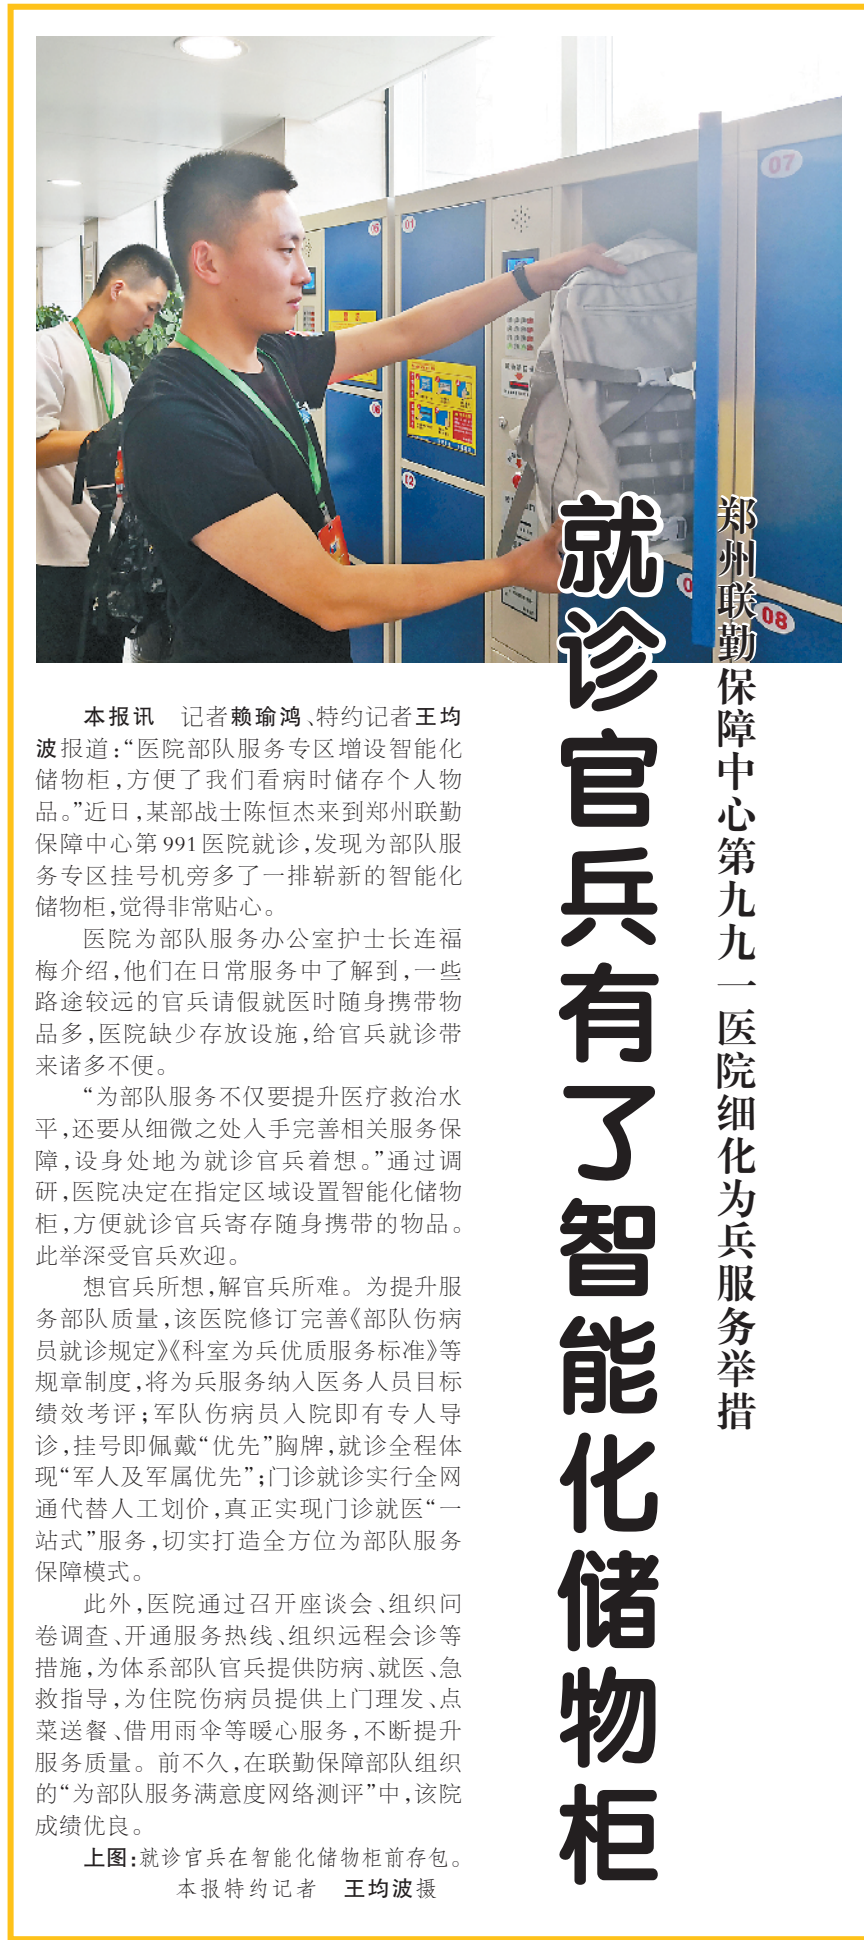 郑州联勤保障中心第九九一医院细化为兵服务举措
就诊官兵有了智能化储物柜
07
05
01
06
02
08
本报讯　记者赖瑜鸿、特约记者王均
波报道：“医院部队服务专区增设智能化
储物柜，方便了我们看病时储存个人物
品。”近日，某部战士陈恒杰来到郑州联勤
保障中心第991医院就诊，发现为部队服
务专区挂号机旁多了一排崭新的智能化
储物柜，觉得非常贴心。
医院为部队服务办公室护士长连福
梅介绍，他们在日常服务中了解到，一些
路途较远的官兵请假就医时随身携带物
品多，医院缺少存放设施，给官兵就诊带
来诸多不便。
“为部队服务不仅要提升医疗救治水
平，还要从细微之处入手完善相关服务保
障，设身处地为就诊官兵着想。”通过调
研，医院决定在指定区域设置智能化储物
柜，方便就诊官兵寄存随身携带的物品。
此举深受官兵欢迎。
想官兵所想，解官兵所难。为提升服
务部队质量，该医院修订完善《部队伤病
员就诊规定》《科室为兵优质服务标准》等
规章制度，将为兵服务纳入医务人员目标
绩效考评；军队伤病员入院即有专人导
诊，挂号即佩戴“优先”胸牌，就诊全程体
现“军人及军属优先”；门诊就诊实行全网
通代替人工划价，真正实现门诊就医“一
站式”服务，切实打造全方位为部队服务
保障模式。
此外，医院通过召开座谈会、组织问
卷调查、开通服务热线、组织远程会诊等
措施，为体系部队官兵提供防病、就医、急
救指导，为住院伤病员提供上门理发、点
菜送餐、借用雨伞等暖心服务，不断提升
服务质量。前不久，在联勤保障部队组织
的“为部队服务满意度网络测评”中，该院
成绩优良。
上图：就诊官兵在智能化储物柜前存包。
本报特约记者　王均波摄